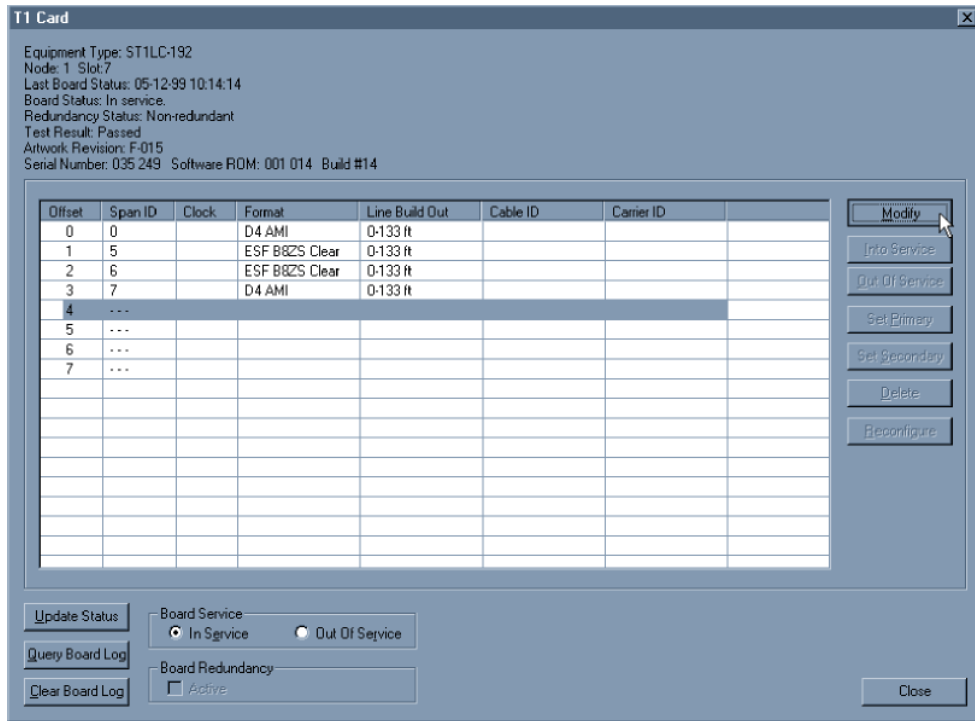 T1 Card
Equipment Type: ST1LC-192
Node: 1 Slot:7
Last Board Status: 05-12-99 10:14:14
Board Status: In service.
Redundancy Status: Non-redundant
Test Result: Passed
Artwork Revision: F-015
Serial Number: 035 249 Software ROM: 001 014 Build #14
Offset Span ID Clock Format Line Build Out Cable ID Carrier ID
0 0 D4 AMI 0-133 ft
1 5 ESF B8ZS Clear 0-133 ft
2 6 ESF B8ZS Clear 0-133 ft
3 7 D4 AMI 0-133 ft
4 - - -
5 - - -
6 - - -
7 - - -
Modify
Into Service
Out Of Service
Set Primary
Set Secondary
Delete
Reconfigure
Update Status
Query Board Log
Clear Board Log
Board Service
In Service Out Of Service
Board Redundancy
Active
Close